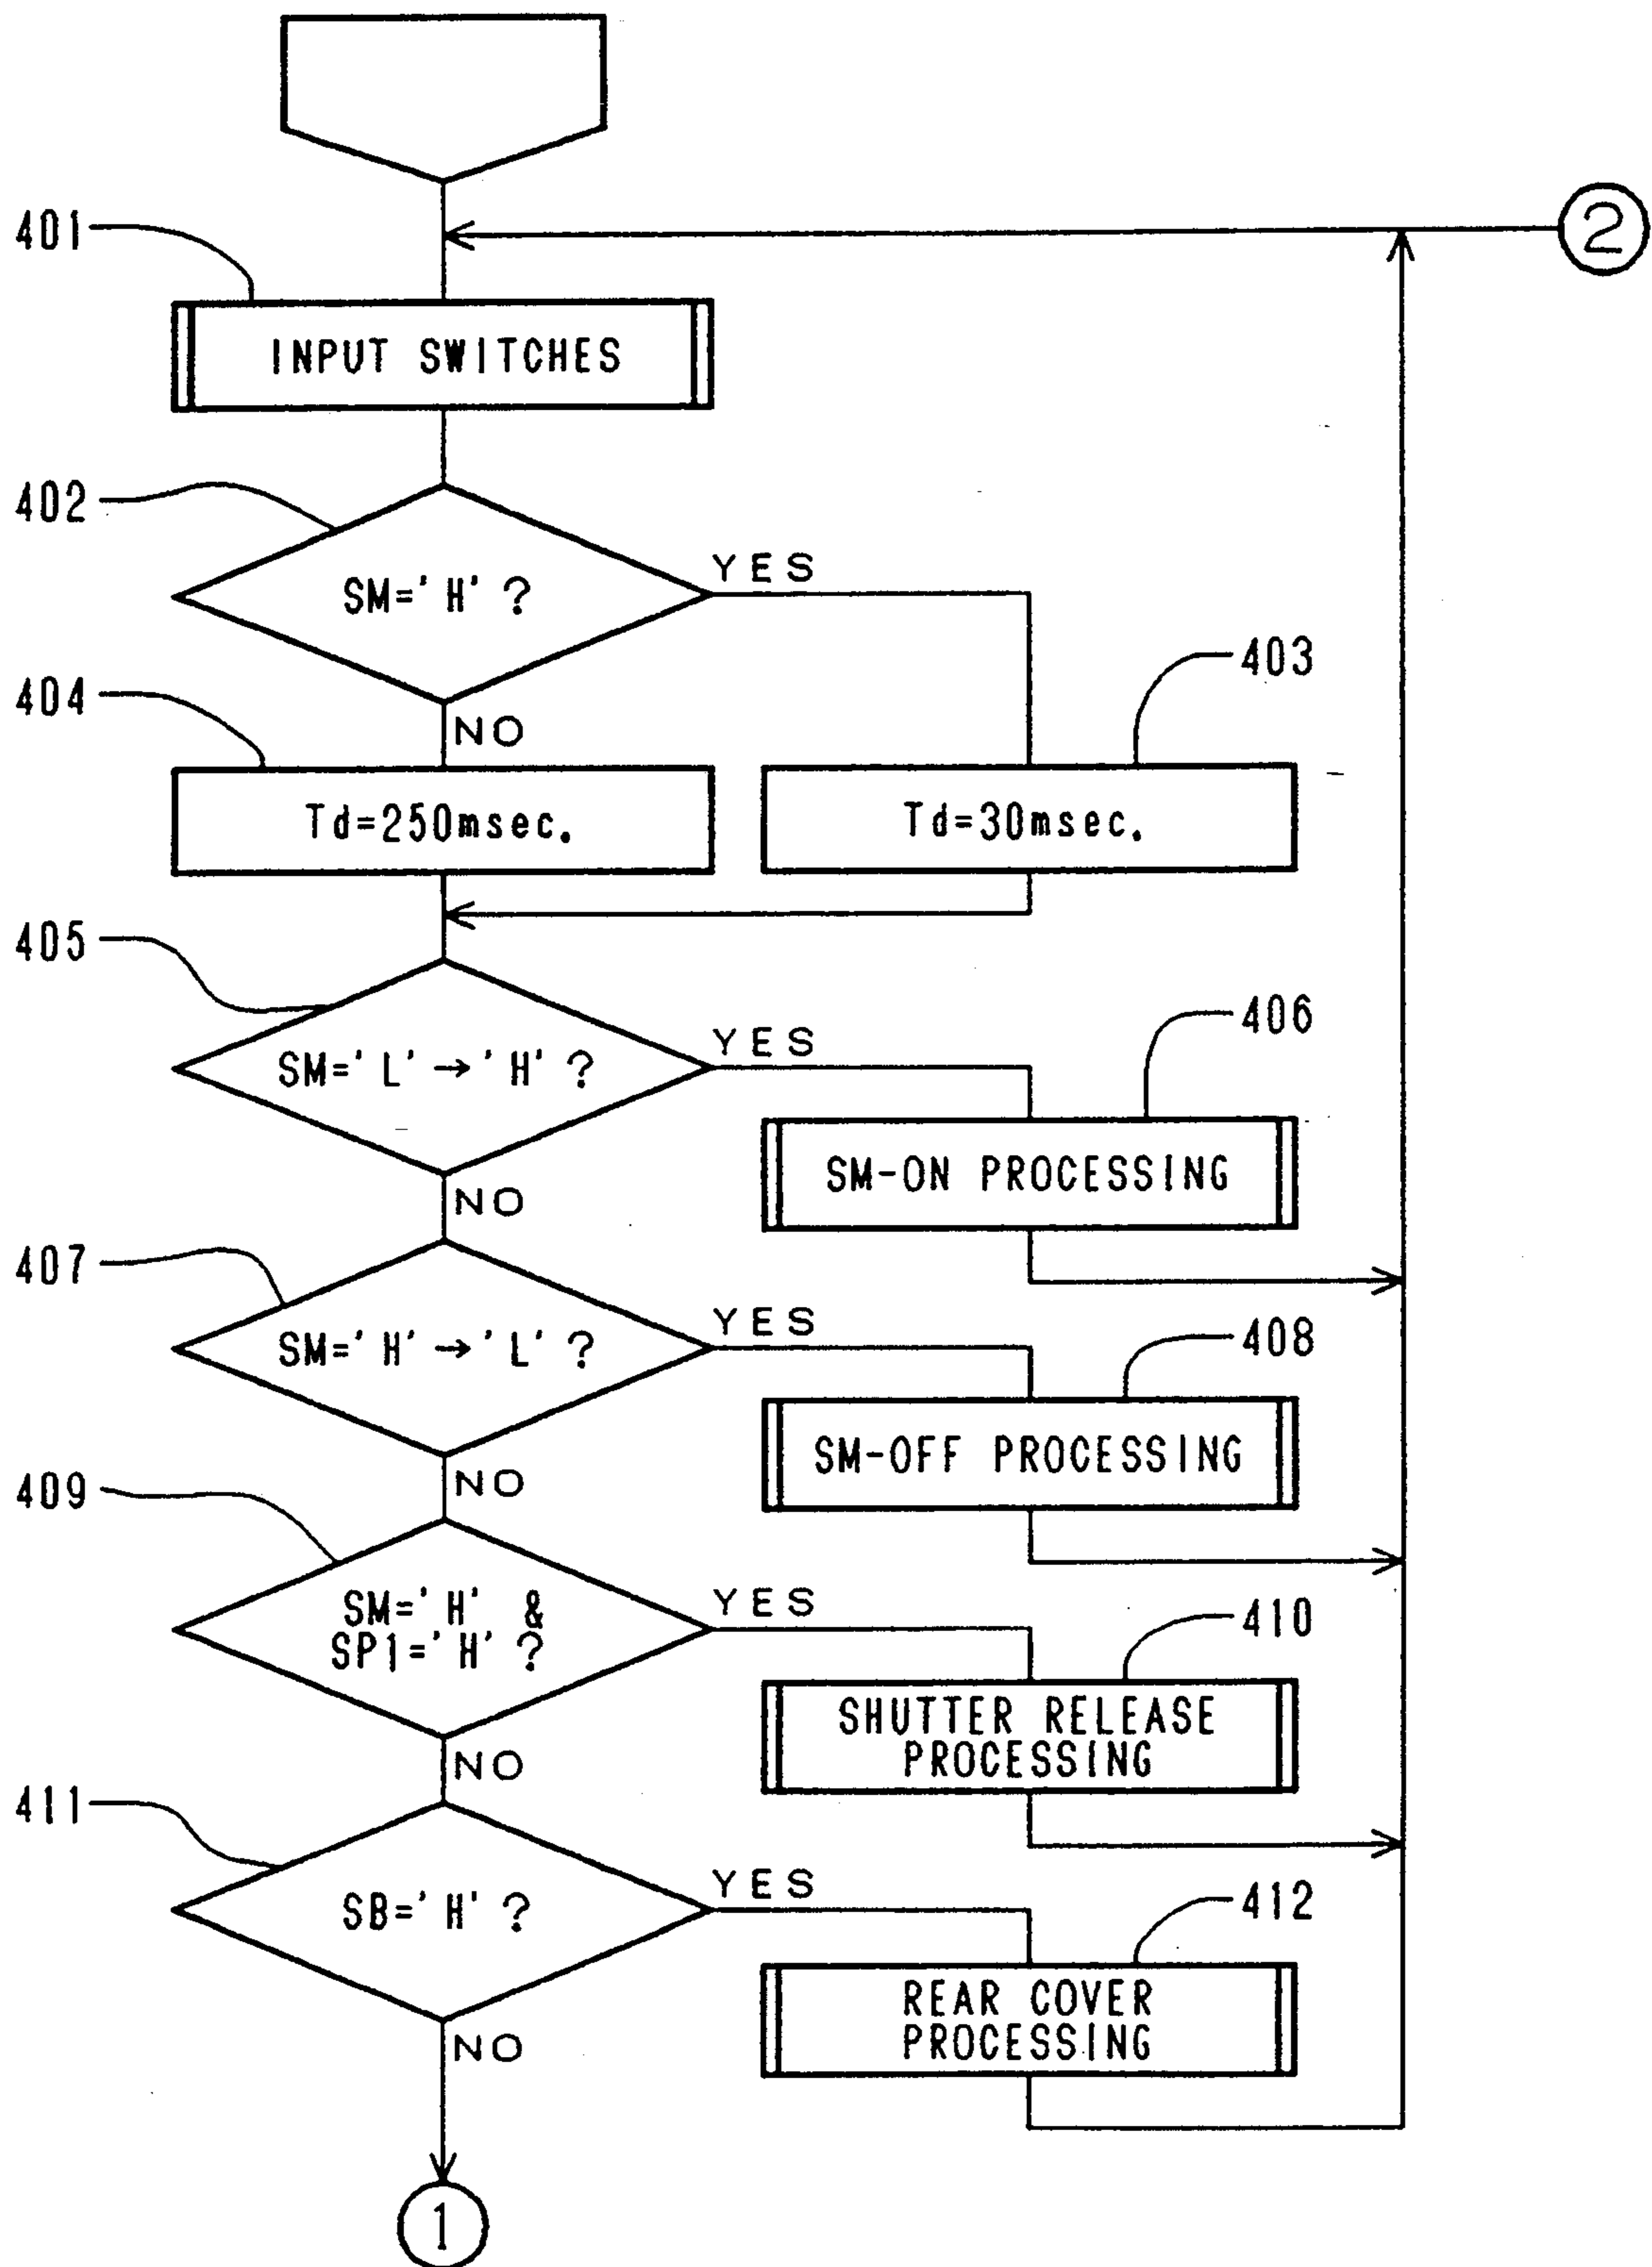 2
401
INPUT SWITCHES
402
SM='H' ?
YES
403
404
NO
Td=250msec.
Td=30msec.
405
SM='L'→'H' ?
YES
406
SM-ON PROCESSING
NO
407
SM='H'→'L' ?
YES
408
SM-OFF PROCESSING
NO
409
SM='H' &
SP1='H' ?
YES
410
SHUTTER RELEASE
PROCESSING
NO
411
SB='H' ?
YES
412
REAR COVER
PROCESSING
NO
1